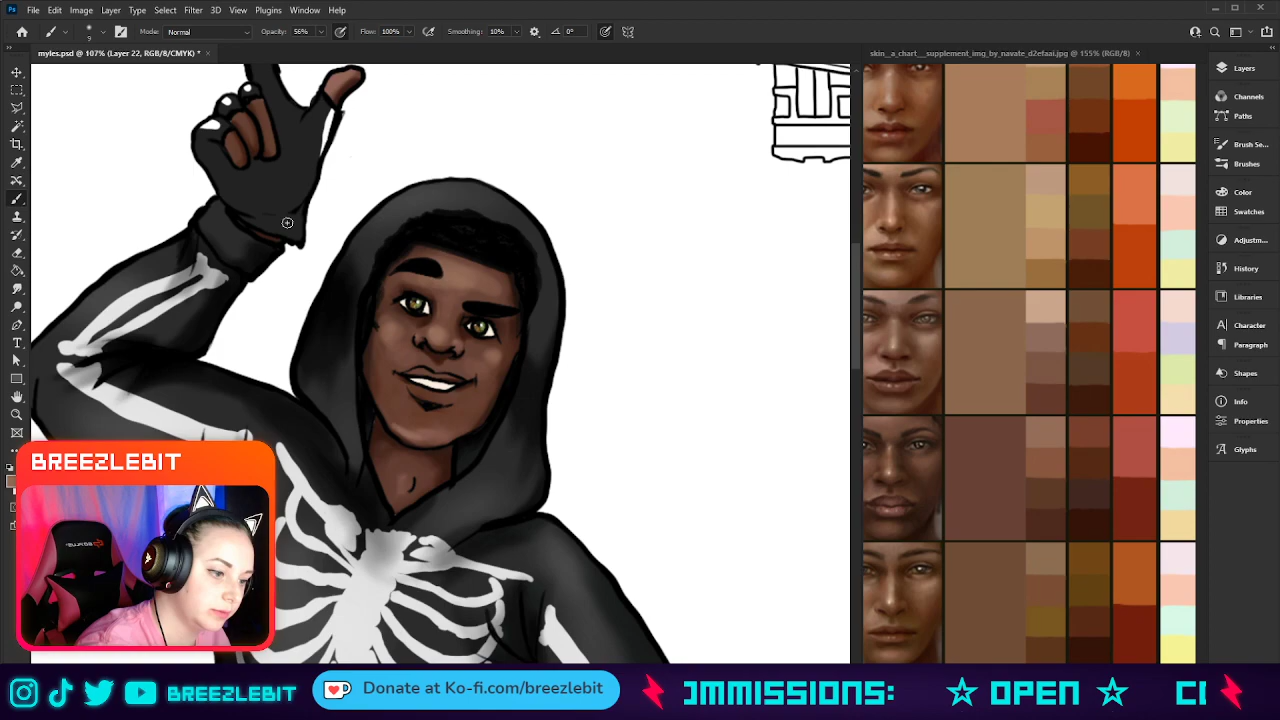 Ps File Edit Image Layer Type Select Filter 3D View Plugins Window Help
9 Mode: Normal Opacity: 56% Flow: 100% Smoothing: 10% 0°
myles.psd @ 107% (Layer 22, RGB/8/CMYK) * ×
skin__a_chart__supplement_img_by_navate_d2efaai.jpg @ 155% (RGB/8) ×
Layers
Channels
Paths
Brush Se...
Brushes
Color
Swatches
Adjustm...
History
Libraries
Character
Paragraph
Shapes
Info
Properties
Glyphs
BREEZLEBIT
BREEZLEBIT
Donate at Ko-fi.com/breezlebit
OMMISSIONS:
☆ OPEN ☆